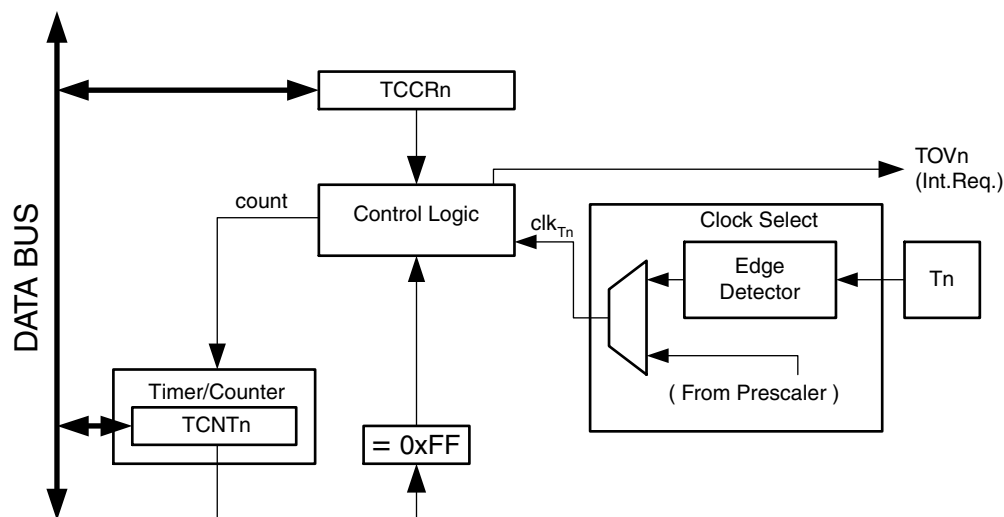 DATA BUS
TCCRn
TOVn
(Int.Req.)
count
Control Logic
clkTn
Clock Select
Edge
Detector
Tn
( From Prescaler )
Timer/Counter
TCNTn
= 0xFF